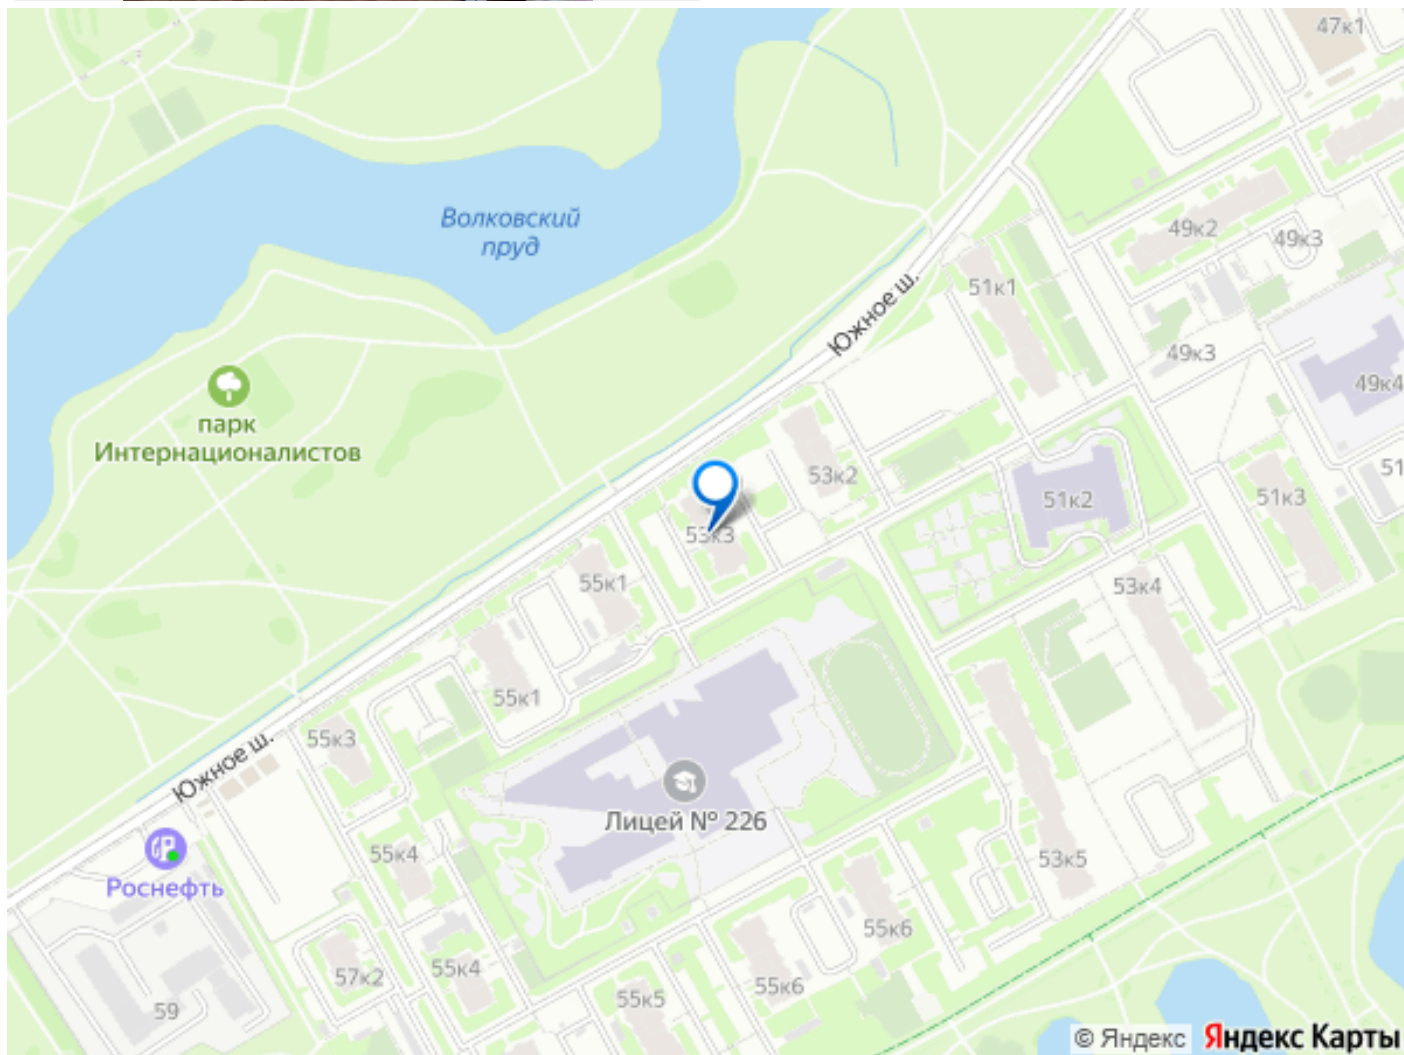 47к1
Волковский
пруд
49к2
49к3
51к1
Южное ш.
49к3
49к4
парк
Интернационалистов
53к2
51
51к2
51к3
53к3
55к1
53к4
55к1
55к3
Южное ш.
Лицей № 226
55к4
53к5
Роснефть
55к6
57к2
55к4
55к6
55к5
59
© Яндекс Яндекс Карты